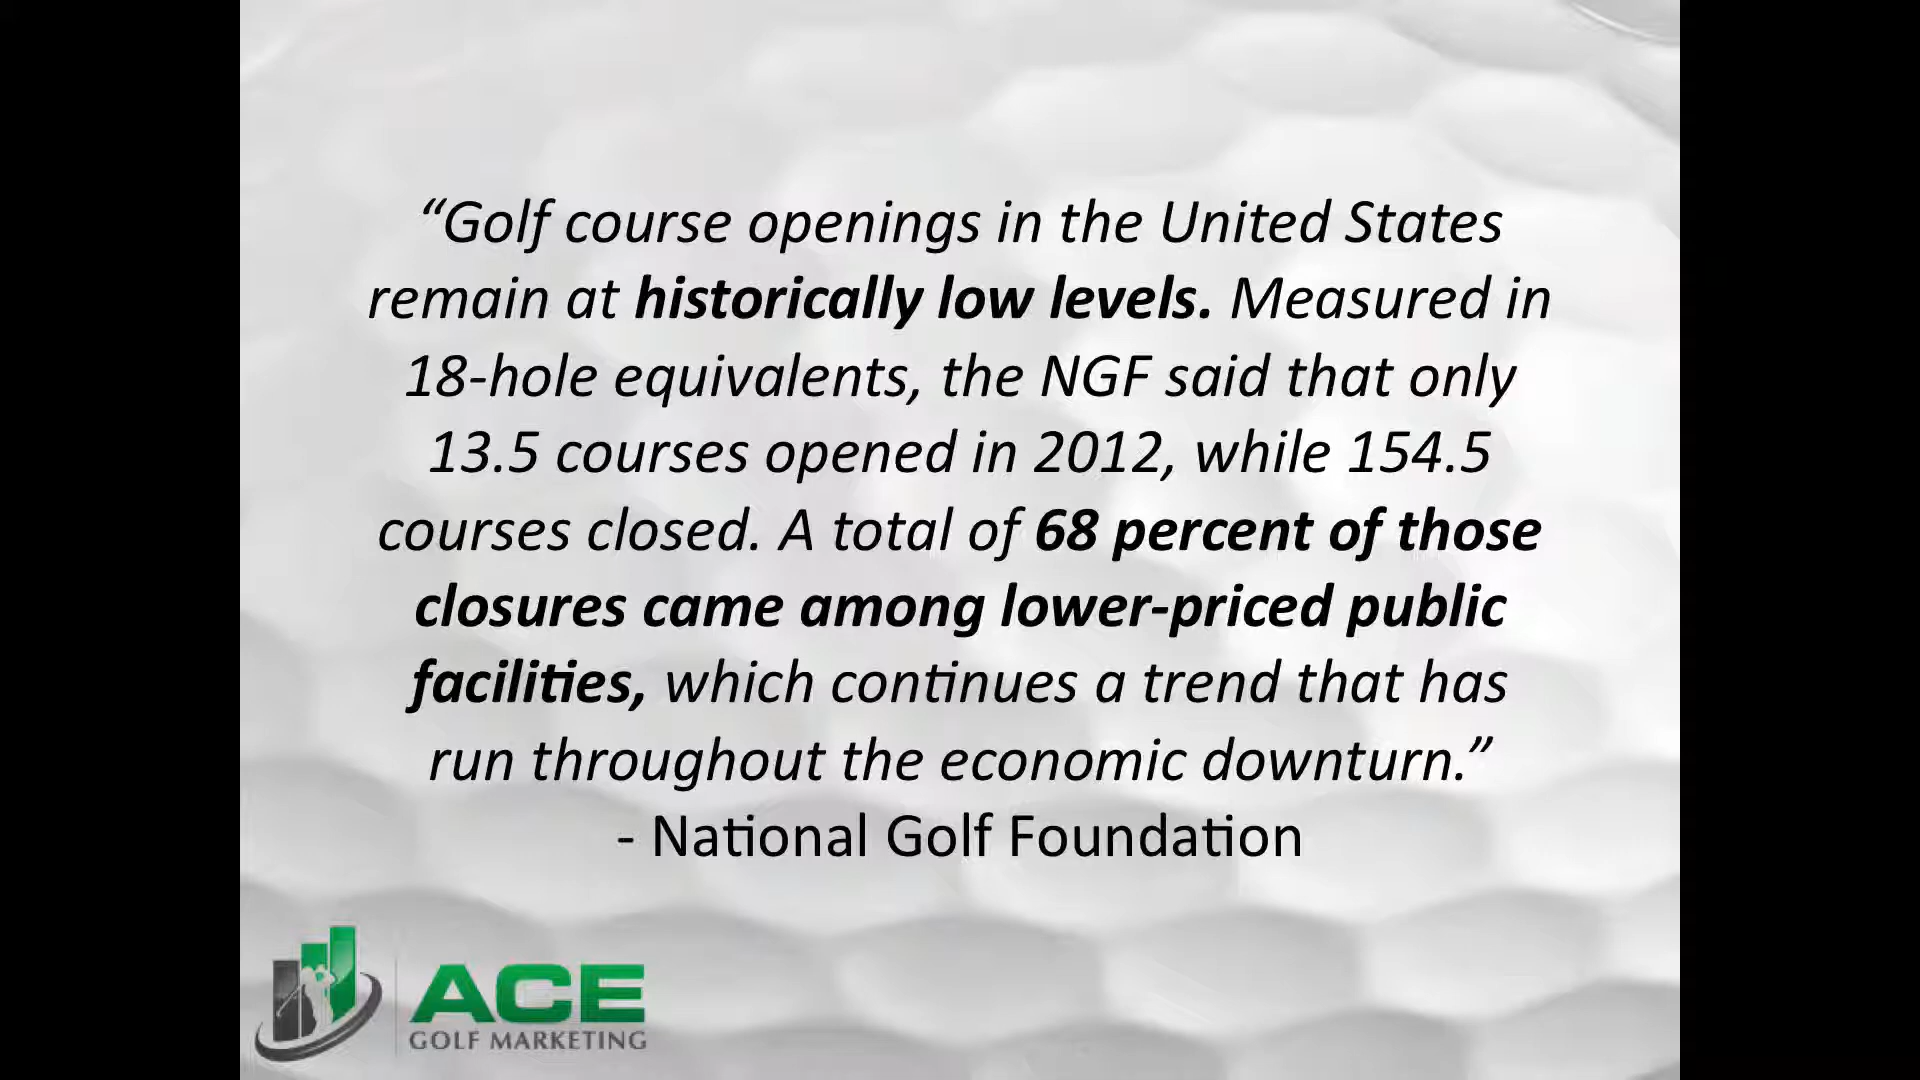 “Golf course openings in the United States
remain at historically low levels. Measured in
18-hole equivalents, the NGF said that only
13.5 courses opened in 2012, while 154.5
courses closed. A total of 68 percent of those
closures came among lower-priced public
facilities, which continues a trend that has
run throughout the economic downturn.”
- National Golf Foundation
ACE
GOLF MARKETING